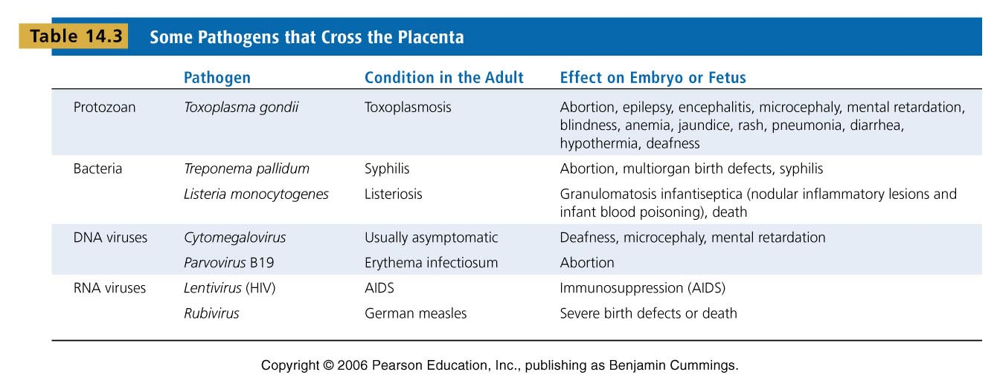 Table 14.3 Some Pathogens that Cross the Placenta
Pathogen Condition in the Adult Effect on Embryo or Fetus
Protozoan Toxoplasma gondii Toxoplasmosis Abortion, epilepsy, encephalitis, microcephaly, mental retardation,
blindness, anemia, jaundice, rash, pneumonia, diarrhea,
hypothermia, deafness
Bacteria Treponema pallidum Syphilis Abortion, multiorgan birth defects, syphilis
Listeria monocytogenes Listeriosis Granulomatosis infantiseptica (nodular inflammatory lesions and
infant blood poisoning), death
DNA viruses Cytomegalovirus Usually asymptomatic Deafness, microcephaly, mental retardation
Parvovirus B19 Erythema infectiosum Abortion
RNA viruses Lentivirus (HIV) AIDS Immunosuppression (AIDS)
Rubivirus German measles Severe birth defects or death
Copyright © 2006 Pearson Education, Inc., publishing as Benjamin Cummings.